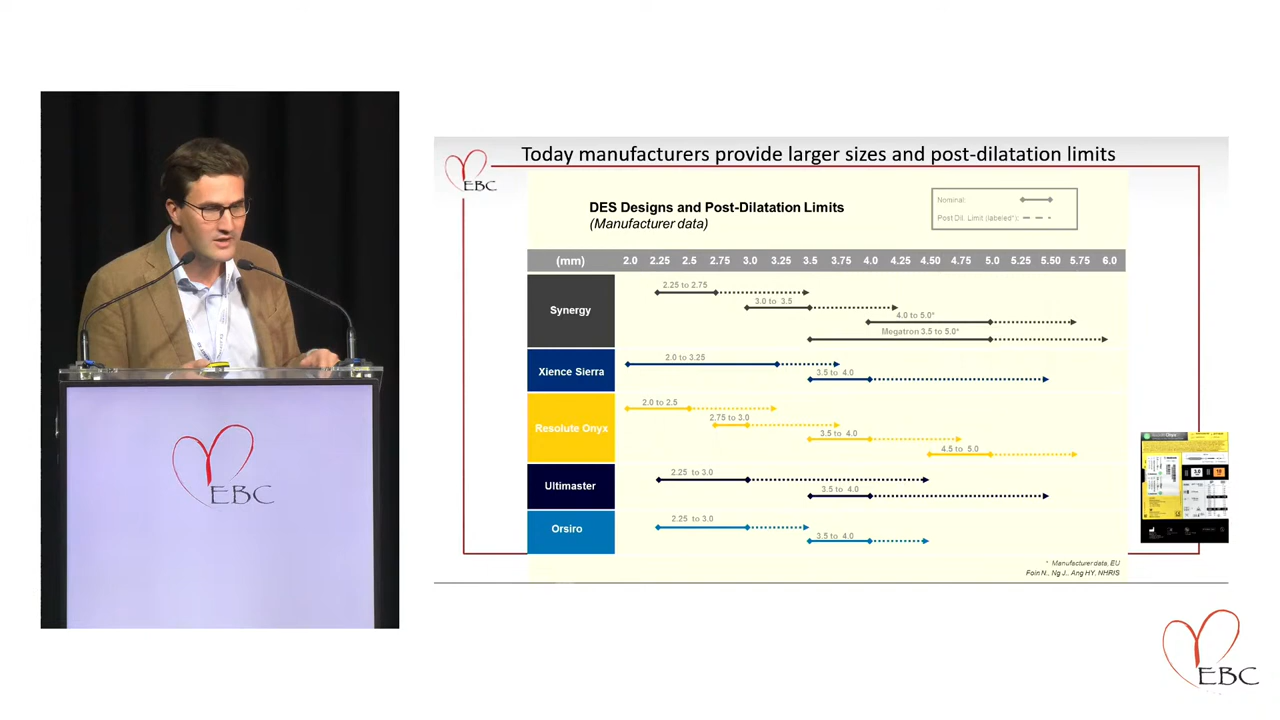 EBC
Today manufacturers provide larger sizes and post-dilatation limits
EBC
DES Designs and Post-Dilatation Limits
(Manufacturer data)
Nominal:
Post Dil. Limit (labeled*):
(mm) 2.0 2.25 2.5 2.75 3.0 3.25 3.5 3.75 4.0 4.25 4.50 4.75 5.0 5.25 5.50 5.75 6.0
Synergy
2.25 to 2.75
3.0 to 3.5
4.0 to 5.0*
Megatron 3.5 to 5.0*
Xience Sierra
2.0 to 3.25
3.5 to 4.0
Resolute Onyx
2.0 to 2.5
2.75 to 3.0
3.5 to 4.0
4.5 to 5.0
Ultimaster
2.25 to 3.0
3.5 to 4.0
Orsiro
2.25 to 3.0
3.5 to 4.0
* Manufacturer data, EU
Foin N., Ng J., Ang HY, NHRIS
EBC